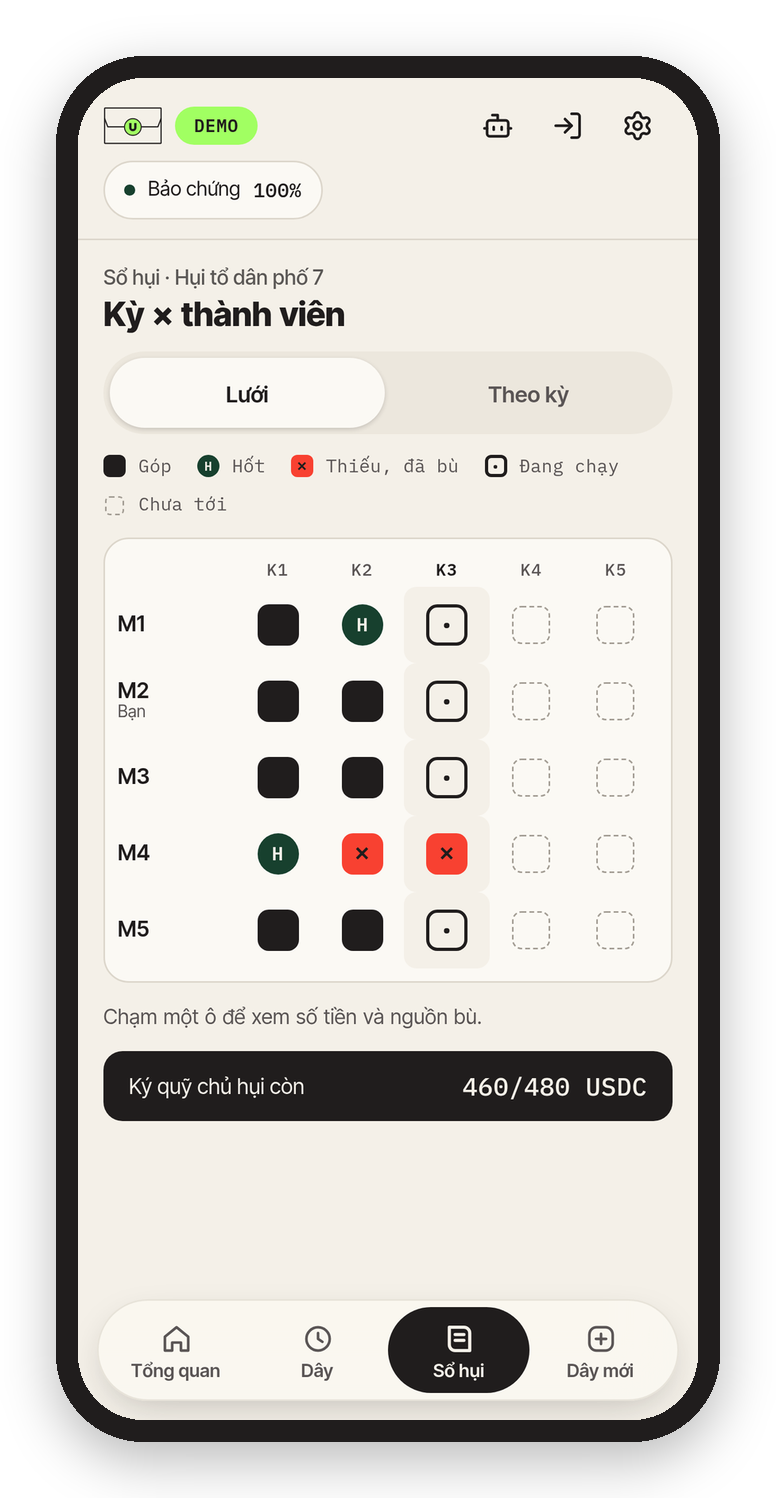 U DEMO
Bảo chứng 100%
Sổ hụi · Hụi tổ dân phố 7
Kỳ × thành viên
Lưới Theo kỳ
Góp H Hốt × Thiếu, đã bù Đang chạy
Chưa tới
K1 K2 K3 K4 K5
M1 H
M2
Bạn
M3
M4 H × ×
M5
Chạm một ô để xem số tiền và nguồn bù.
Ký quỹ chủ hụi còn 460/480 USDC
Tổng quan Dây Sổ hụi Dây mới